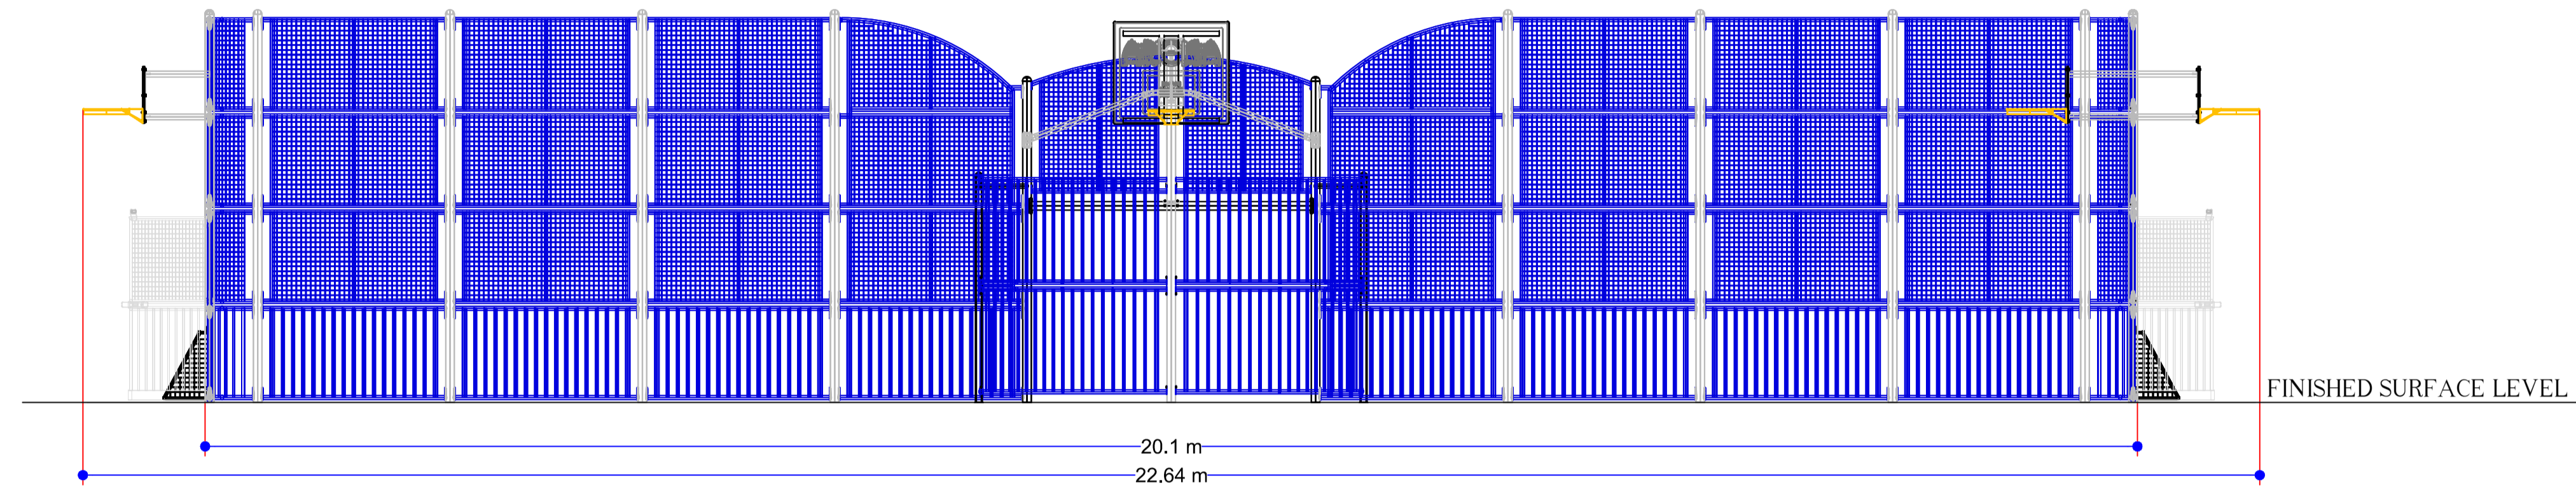 FINISHED SURFACE LEVEL
20.1 m
22.64 m